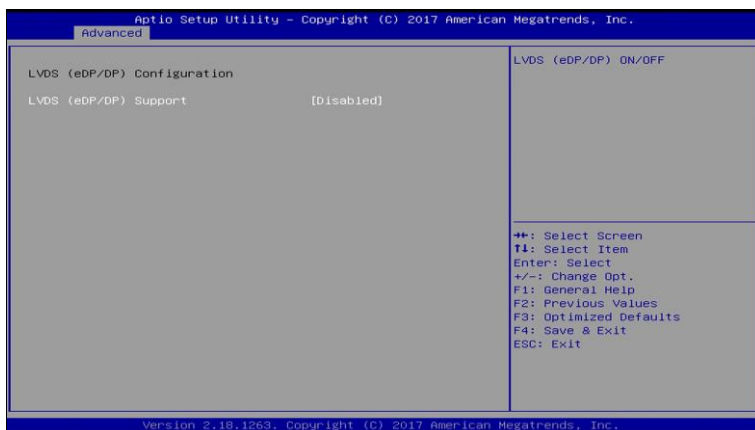 Aptio Setup Utility – Copyright (C) 2017 American Megatrends, Inc.
Advanced
LVDS (eDP/DP) Configuration
LVDS (eDP/DP) Support [Disabled]
LVDS (eDP/DP) ON/OFF
→←: Select Screen
↑↓: Select Item
Enter: Select
+/-: Change Opt.
F1: General Help
F2: Previous Values
F3: Optimized Defaults
F4: Save & Exit
ESC: Exit
Version 2.18.1263. Copyright (C) 2017 American Megatrends, Inc.